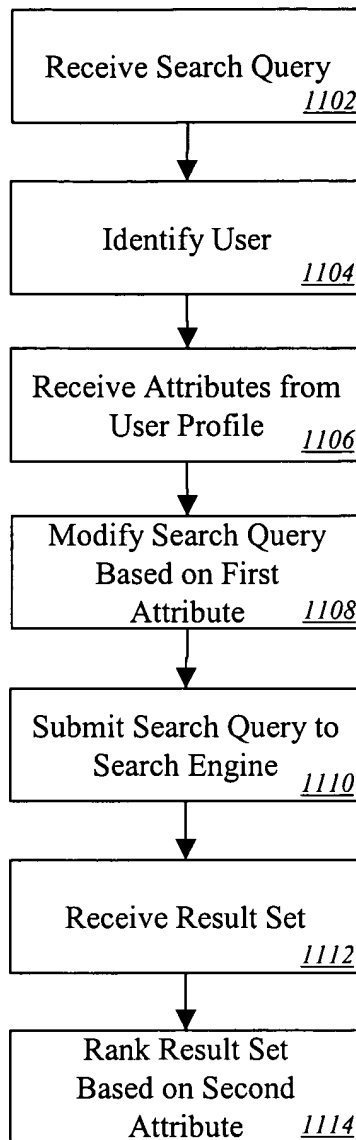 Receive Search Query
1102
Identify User
1104
Receive Attributes from
User Profile
1106
Modify Search Query
Based on First
Attribute
1108
Submit Search Query to
Search Engine
1110
Receive Result Set
1112
Rank Result Set
Based on Second
Attribute
1114